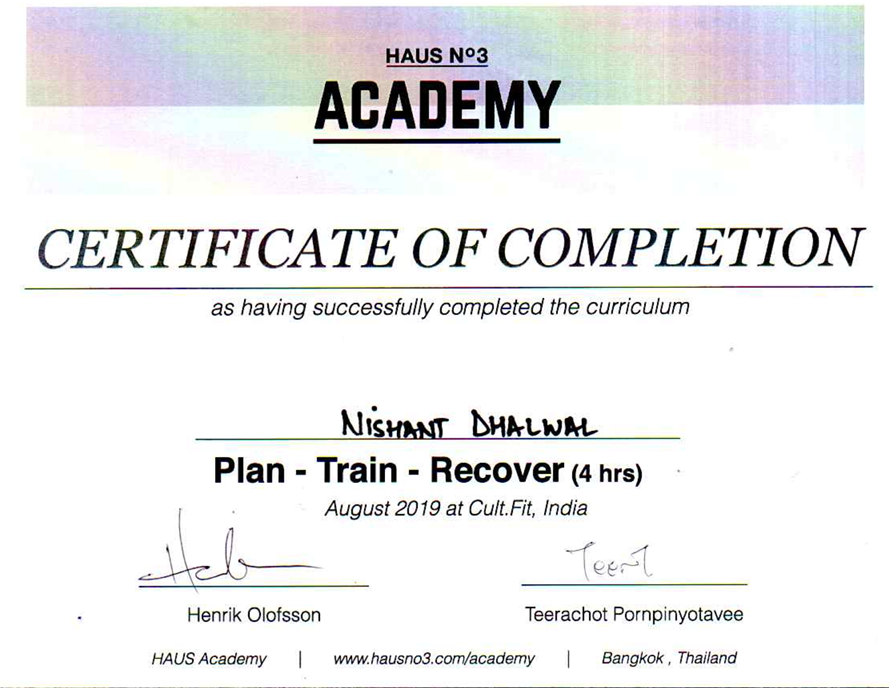 HAUS Nº3
ACADEMY
CERTIFICATE OF COMPLETION
as having successfully completed the curriculum
NISHANT DHALWAL
Plan - Train - Recover (4 hrs)
August 2019 at Cult.Fit, India
Teert
Henrik Olofsson
Teerachot Pornpinyotavee
HAUS Academy | www.hausno3.com/academy | Bangkok , Thailand